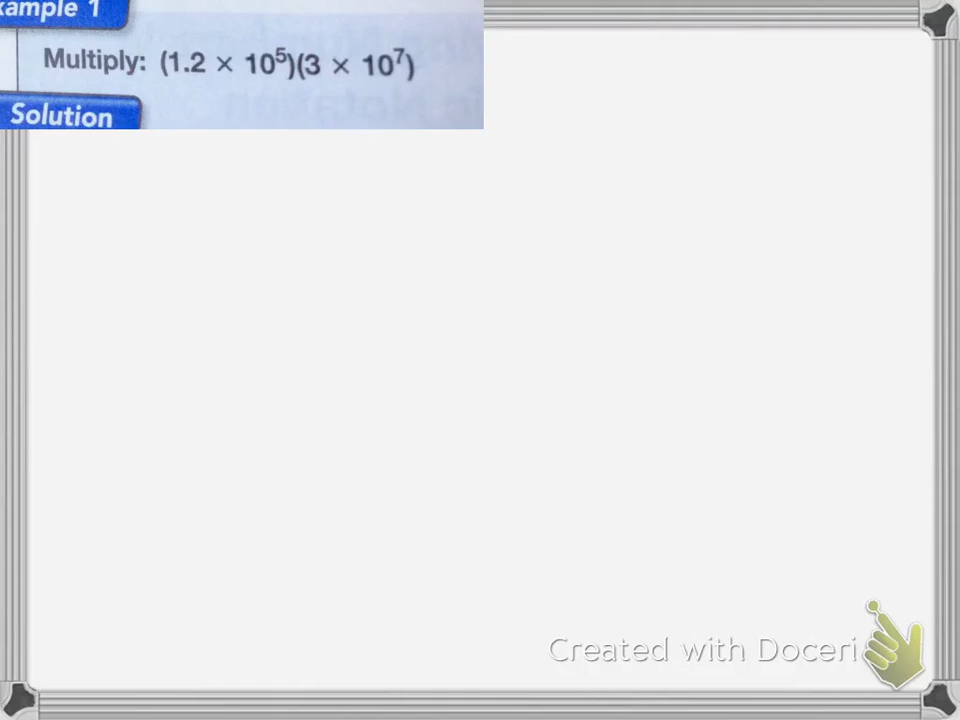 xample 1
Multiply: (1.2 × 10⁵)(3 × 10⁷)
Solution
Created with Doceri